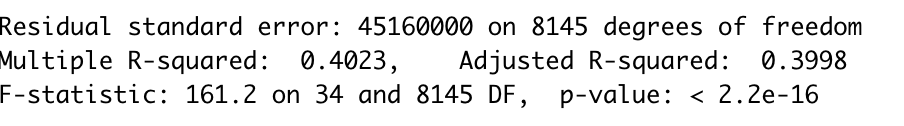 Residual standard error: 45160000 on 8145 degrees of freedom
Multiple R-squared:  0.4023,    Adjusted R-squared:  0.3998
F-statistic: 161.2 on 34 and 8145 DF,  p-value: < 2.2e-16